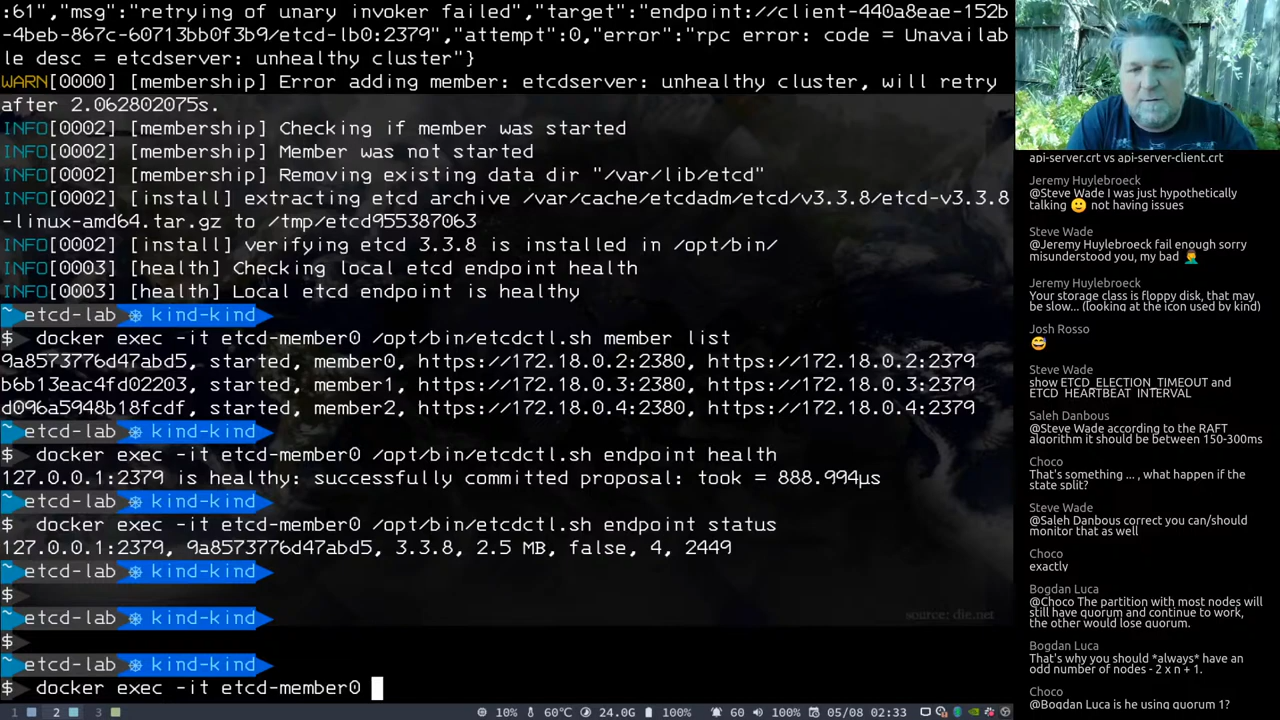 :61","msg":"retrying of unary invoker failed","target":"endpoint://client-440a8eae-152b
-4beb-867c-60713bb0f3b9/etcd-lb0:2379","attempt":0,"error":"rpc error: code = Unavailab
le desc = etcdserver: unhealthy cluster"}
WARN[0000] [membership] Error adding member: etcdserver: unhealthy cluster, will retry
after 2.062802075s.
INFO[0002] [membership] Checking if member was started
INFO[0002] [membership] Member was not started
INFO[0002] [membership] Removing existing data dir "/var/lib/etcd"
INFO[0002] [install] extracting etcd archive /var/cache/etcdadm/etcd/v3.3.8/etcd-v3.3.8
-linux-amd64.tar.gz to /tmp/etcd955387063
INFO[0002] [install] verifying etcd 3.3.8 is installed in /opt/bin/
INFO[0003] [health] Checking local etcd endpoint health
INFO[0003] [health] Local etcd endpoint is healthy
~ etcd-lab ⎈ kind-kind
$ docker exec -it etcd-member0 /opt/bin/etcdctl.sh member list
9a8573776d47abd5, started, member0, https://172.18.0.2:2380, https://172.18.0.2:2379
b6b13eac4fd02203, started, member1, https://172.18.0.3:2380, https://172.18.0.3:2379
d096a5948b18fcdf, started, member2, https://172.18.0.4:2380, https://172.18.0.4:2379
~ etcd-lab ⎈ kind-kind
$ docker exec -it etcd-member0 /opt/bin/etcdctl.sh endpoint health
127.0.0.1:2379 is healthy: successfully committed proposal: took = 888.994µs
~ etcd-lab ⎈ kind-kind
$ docker exec -it etcd-member0 /opt/bin/etcdctl.sh endpoint status
127.0.0.1:2379, 9a8573776d47abd5, 3.3.8, 2.5 MB, false, 4, 2449
~ etcd-lab ⎈ kind-kind
$
~ etcd-lab ⎈ kind-kind
$
~ etcd-lab ⎈ kind-kind
$ docker exec -it etcd-member0
source: die.net
1 2 3 10% 60℃ 24.0G 100% 60 100% 05/08 02:33
api-server.crt vs api-server-client.crt
Jeremy Huylebroeck
@Steve Wade I was just hypothetically
talking 🙂 not having issues
Steve Wade
@Jeremy Huylebroeck fail enough sorry
misunderstood you, my bad 🤦‍♂️
Jeremy Huylebroeck
Your storage class is floppy disk, that may
be slow... (looking at the icon used by kind)
Josh Rosso
😅
Steve Wade
show ETCD_ELECTION_TIMEOUT and
ETCD_HEARTBEAT_INTERVAL
Saleh Danbous
@Steve Wade according to the RAFT
algorithm it should be between 150-300ms
Choco
That's something ... , what happen if the
state split?
Steve Wade
@Saleh Danbous correct you can/should
monitor that as well
Choco
exactly
Bogdan Luca
@Choco The partition with most nodes will
still have quorum and continue to work,
the other would lose quorum.
Bogdan Luca
That's why you should *always* have an
odd number of nodes - 2 x n + 1.
Choco
@Bogdan Luca is he using quorum 1?